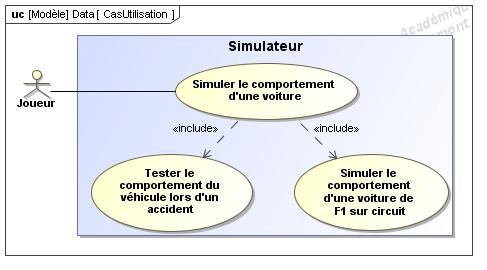 uc [Modèle] Data [ CasUtilisation ]
Académiqu
ment
Simulateur
Joueur
Simuler le comportement
d'une voiture
«include»
«include»
Tester le
comportement du
véhicule lors d'un
accident
Simuler le
comportement
d'une voiture de
F1 sur circuit